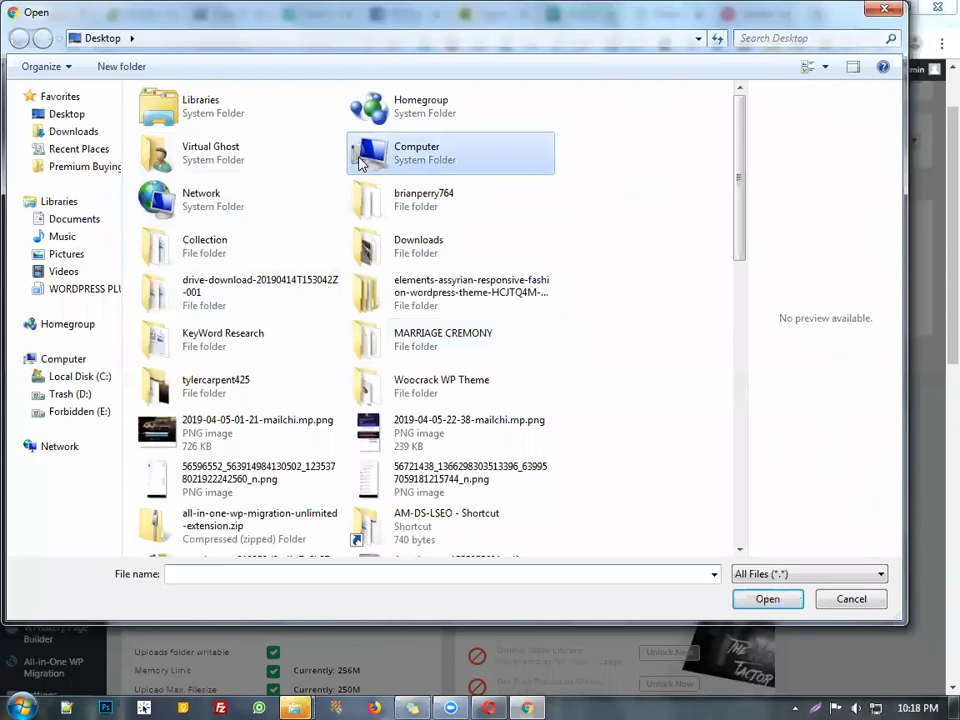 Open
Desktop
Search Desktop
Organize
New folder
Favorites
Desktop
Downloads
Recent Places
Premium Buying
Libraries
Documents
Music
Pictures
Videos
WORDPRESS PLU
Homegroup
Computer
Local Disk (C:)
Trash (D:)
Forbidden (E:)
Network
Libraries
System Folder
Homegroup
System Folder
Virtual Ghost
System Folder
Computer
System Folder
Network
System Folder
brianperry764
File folder
Collection
File folder
Downloads
File folder
drive-download-20190414T153042Z
-001
File folder
elements-assyrian-responsive-fashi
on-wordpress-theme-HCJTQ4M-...
File folder
KeyWord Research
File folder
MARRIAGE CREMONY
File folder
tylercarpent425
File folder
Woocrack WP Theme
File folder
2019-04-05-01-21-mailchi.mp.png
PNG image
726 KB
2019-04-05-22-38-mailchi.mp.png
PNG image
239 KB
56596552_563914984130502_123537
8021922242560_n.png
PNG image
56721438_1366298303513396_63995
7059181215744_n.png
PNG image
all-in-one-wp-migration-unlimited
-extension.zip
Compressed (zipped) Folder
AM-DS-LSEO - Shortcut
Shortcut
740 bytes
No preview available.
File name:
All Files (*.*)
Open
Cancel
min
Builder
All-in-One WP
Migration
Uploads folder writable
Memory Limit
Currently: 256M
Upload Max. Filesize
Currently: 250M
Unlock Now
Unlock Now
THE
TACTOR
10:18 PM